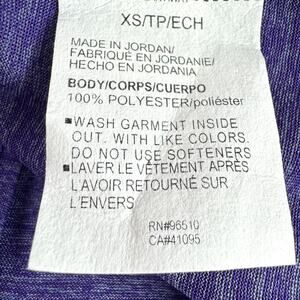 XS/TP/ECH
MADE IN JORDAN/
FABRIQUÉ EN JORDANIE/
HECHO EN JORDANIA
BODY/CORPS/CUERPO
100% POLYESTER/poliéster
▪WASH GARMENT INSIDE
OUT. WITH LIKE COLORS.
DO NOT USE SOFTENERS
▪LAVER LE VÊTEMENT APRÈS
L'AVOIR RETOURNÉ SUR
L'ENVERS
RN#96510
CA#41095